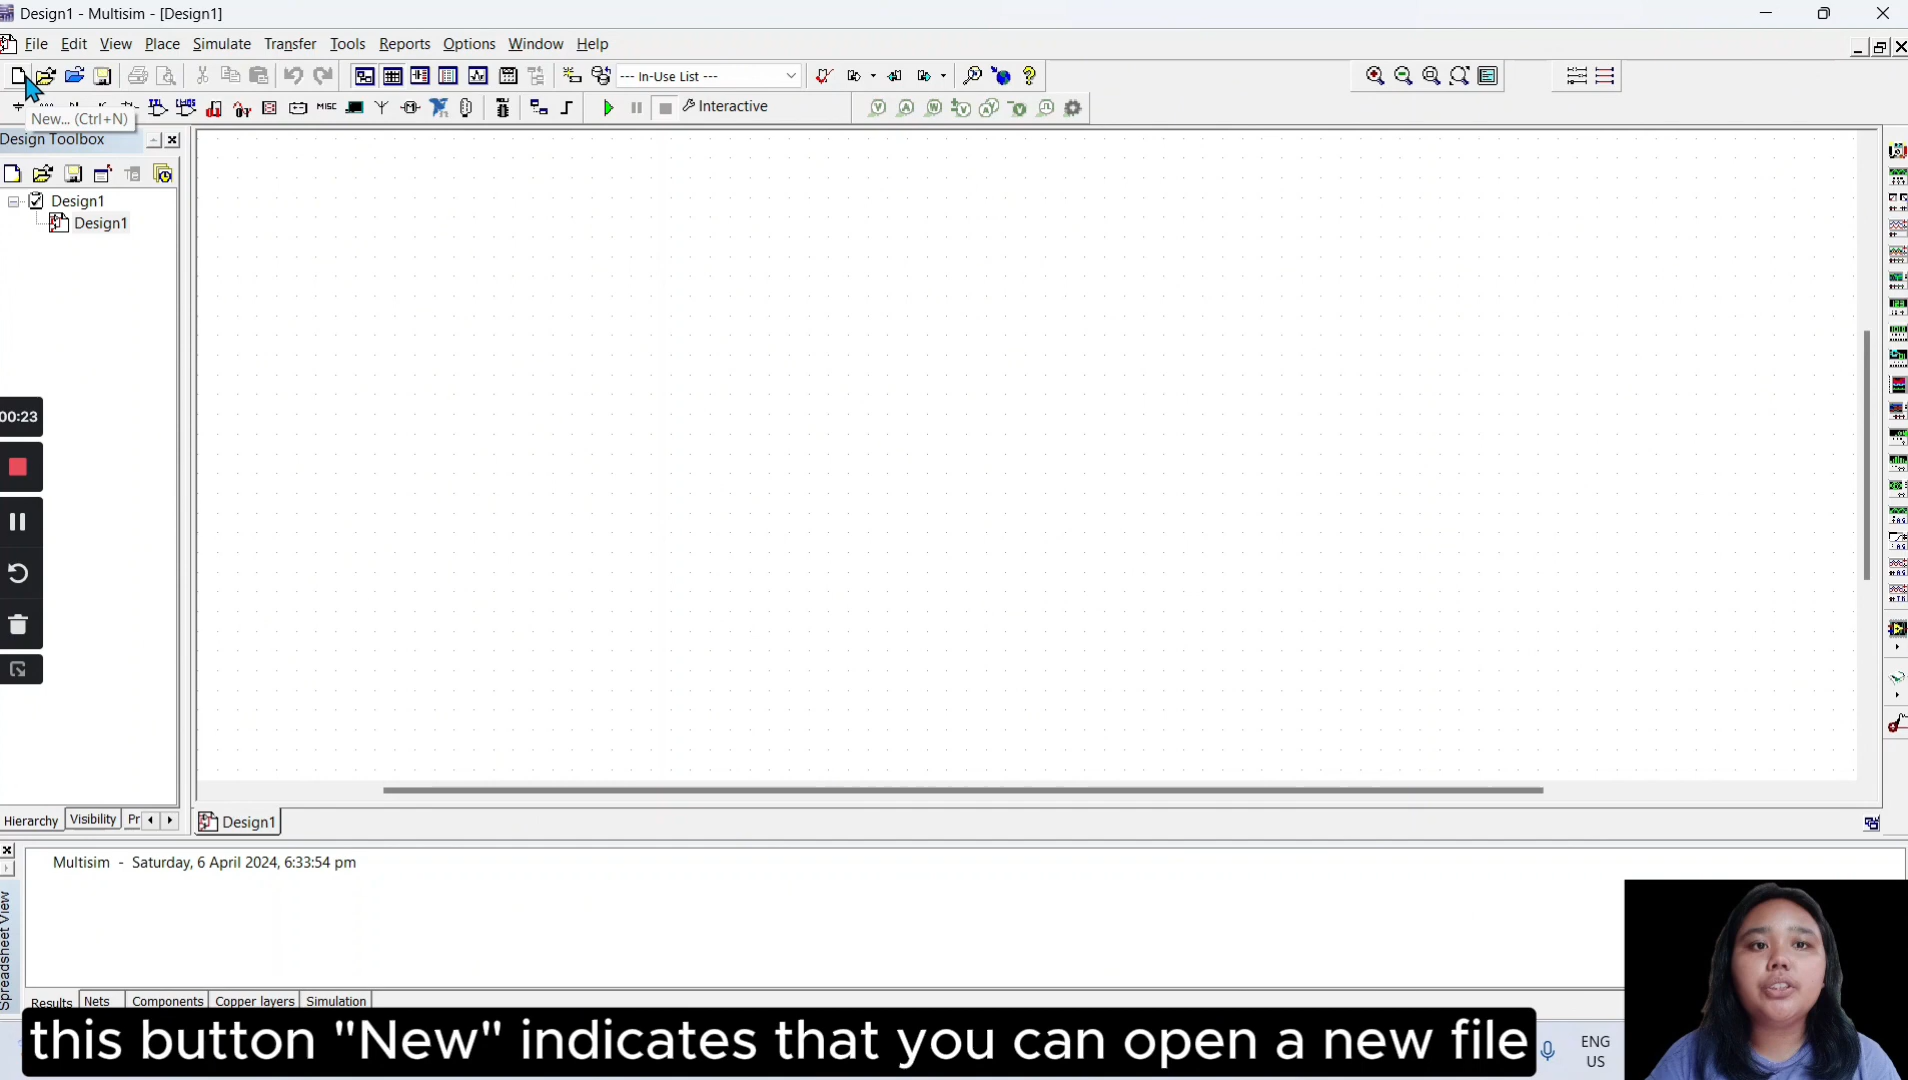 Design1 - Multisim - [Design1]
File Edit View Place Simulate Transfer Tools Reports Options Window Help
--- In-Use List ---
MISC
Interactive
New... (Ctrl+N)
Design Toolbox
Design1
Design1
00:23
Hierarchy Visibility Pr
Design1
Multisim - Saturday, 6 April 2024, 6:33:54 pm
Spreadsheet View
Results Nets Components Copper layers Simulation
this button "New" indicates that you can open a new file
ENG
US